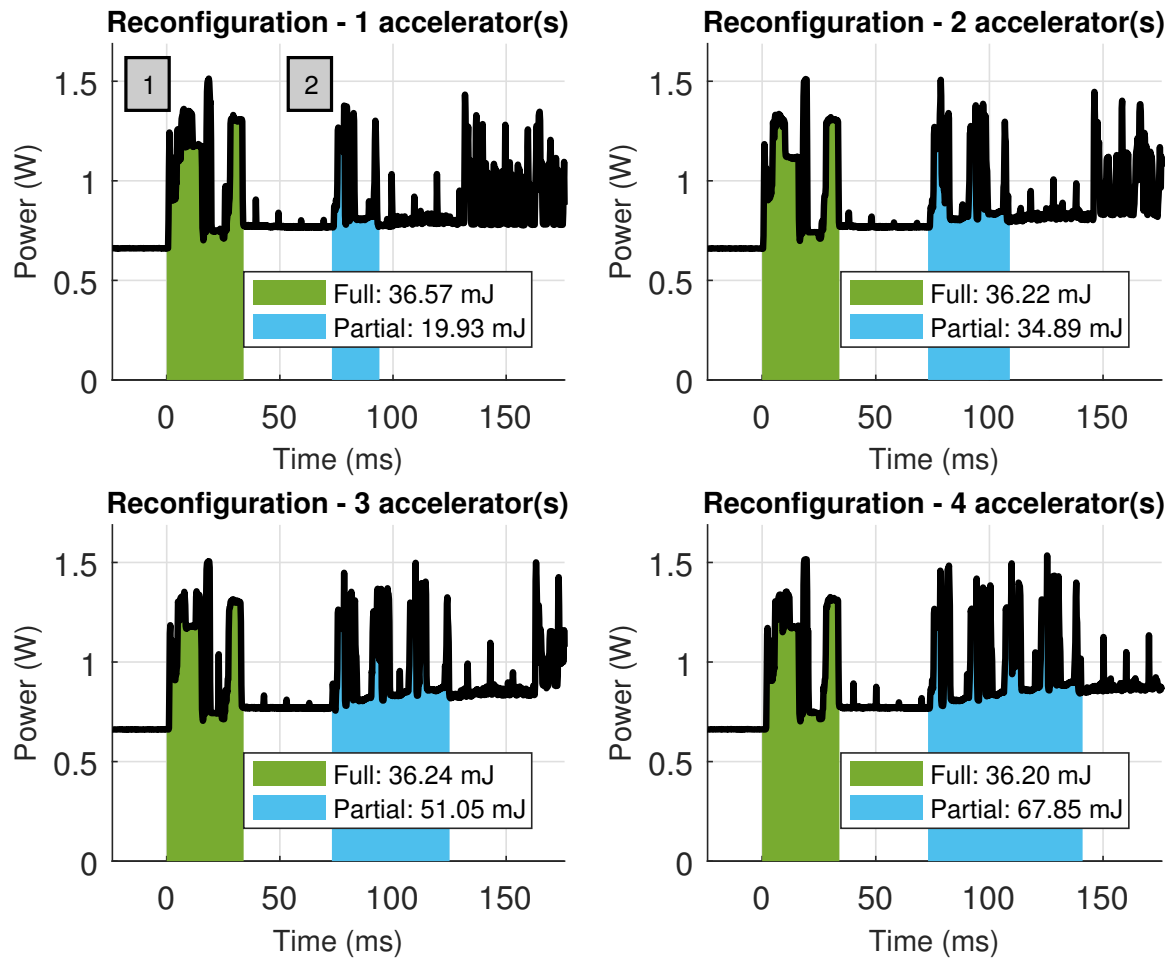 Reconfiguration - 1 accelerator(s)
1.5
1
0.5
0
Power (W)
1
2
Full: 36.57 mJ
Partial: 19.93 mJ
0
50
100
150
Time (ms)
Reconfiguration - 2 accelerator(s)
1.5
1
0.5
0
Power (W)
Full: 36.22 mJ
Partial: 34.89 mJ
0
50
100
150
Time (ms)
Reconfiguration - 3 accelerator(s)
1.5
1
0.5
0
Power (W)
Full: 36.24 mJ
Partial: 51.05 mJ
0
50
100
150
Time (ms)
Reconfiguration - 4 accelerator(s)
1.5
1
0.5
0
Power (W)
Full: 36.20 mJ
Partial: 67.85 mJ
0
50
100
150
Time (ms)